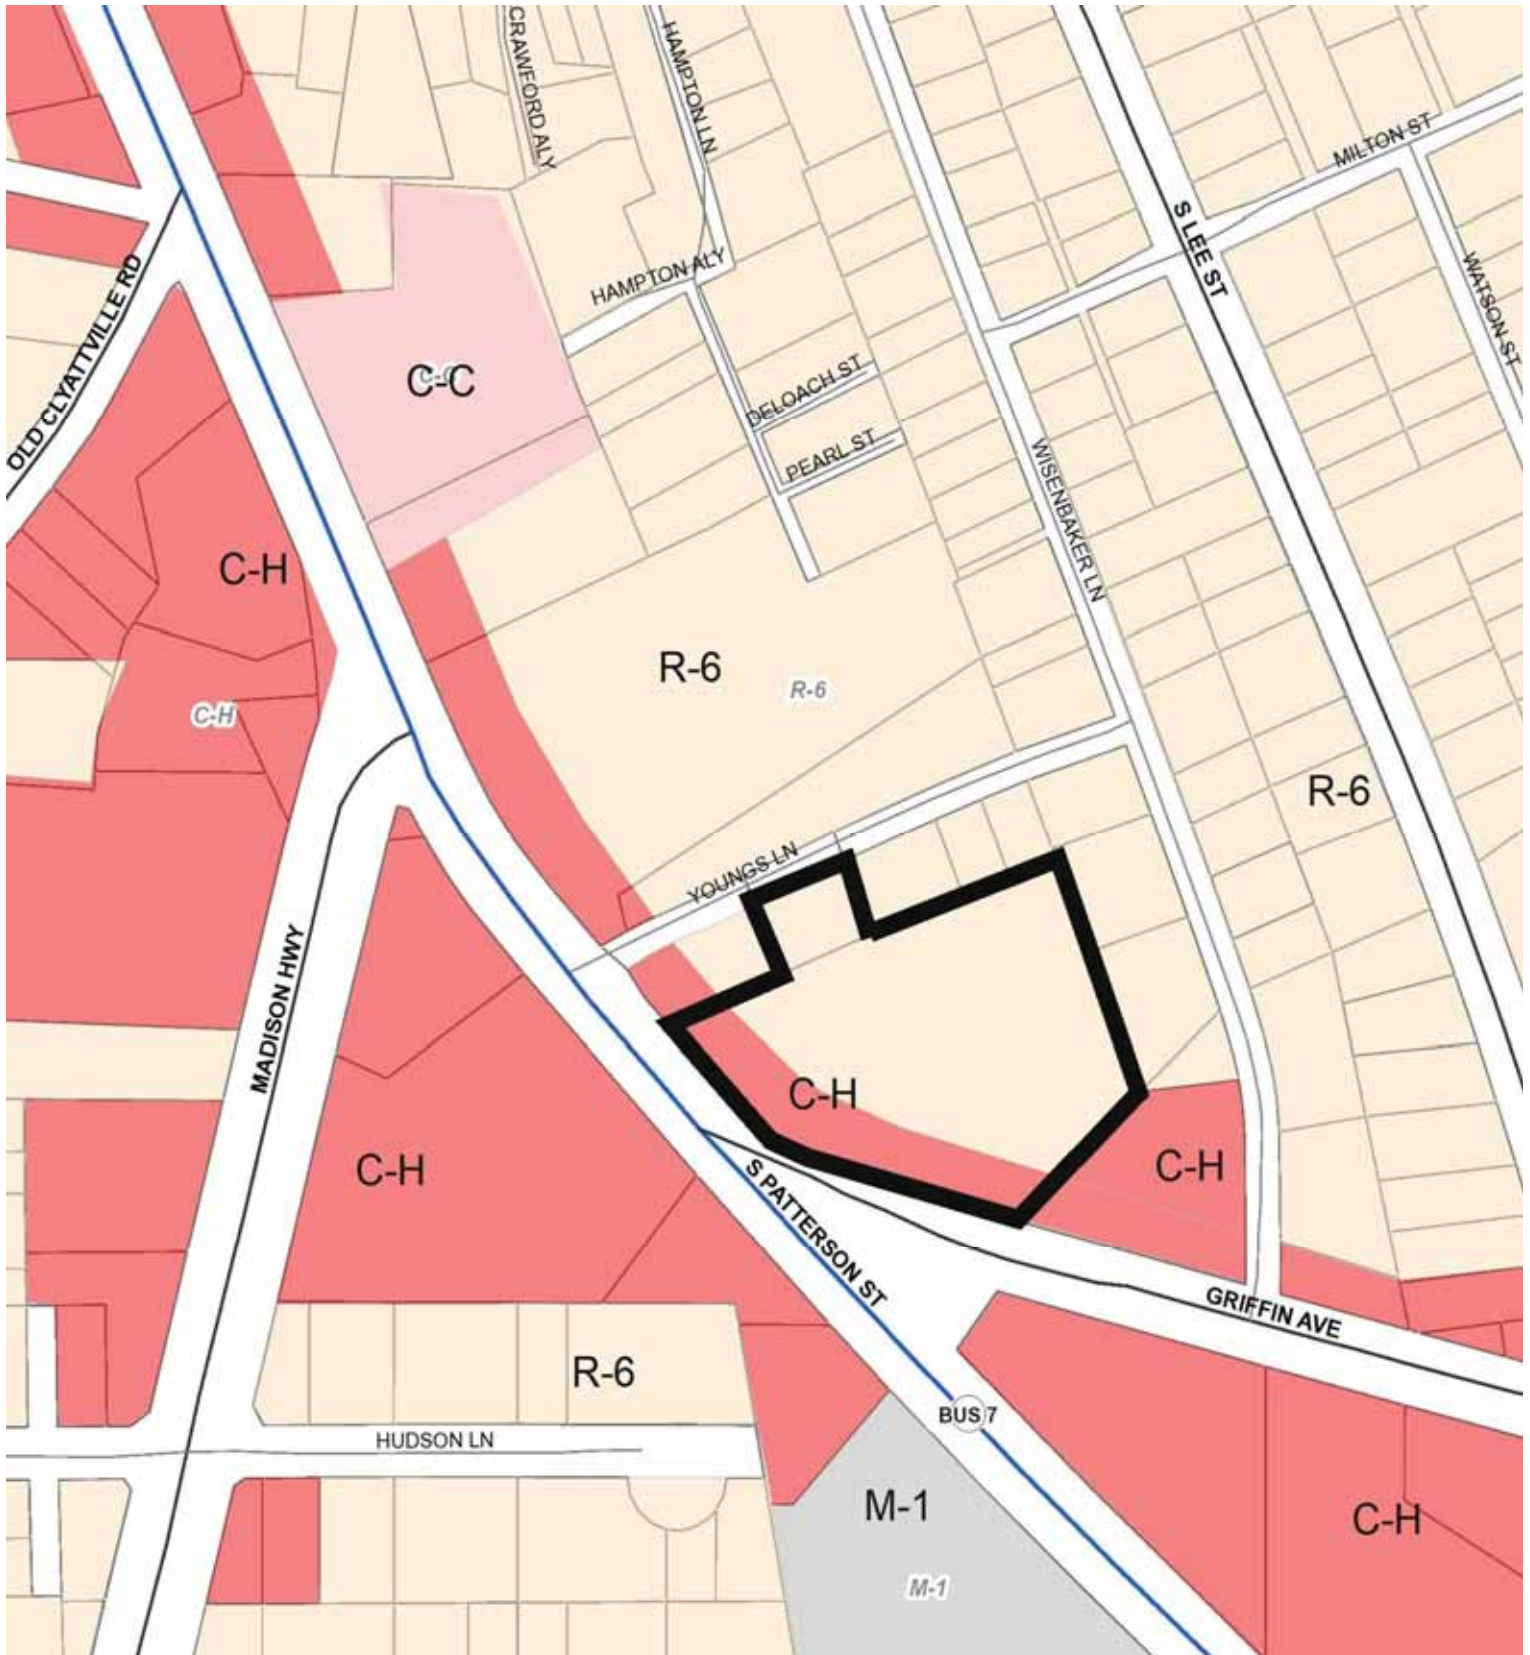 CRAWFORD ALY
HAMPTON LN
MILTON ST
S LEE ST
WATSON ST
HAMPTON ALY
OLD CLYATTVILLE RD
C-C
C-C
DELOACH ST
PEARL ST
WISENBAKER LN
C-H
R-6
R-6
C-H
R-6
YOUNGS LN
MADISON HWY
C-H
C-H
C-H
S PATTERSON ST
GRIFFIN AVE
R-6
BUS 7
HUDSON LN
M-1
C-H
M-1